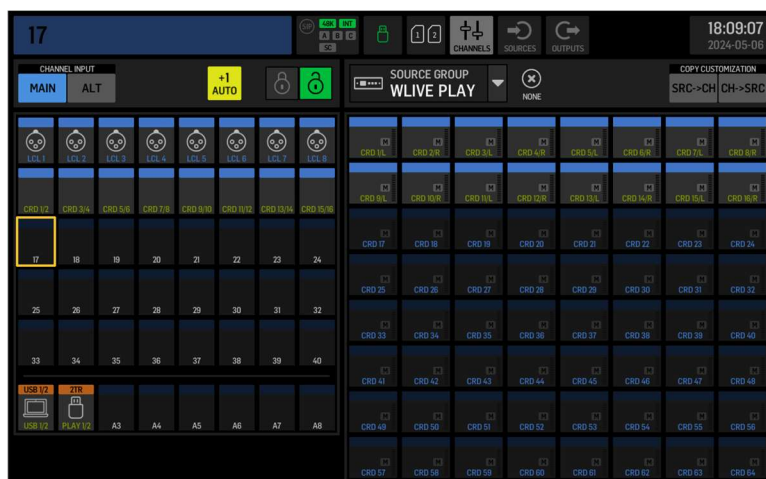 17
SIP 48K INT
A B C
SC
1 2
CHANNELS
SOURCES
OUTPUTS
18:09:07
2024-05-06
CHANNEL INPUT
MAIN ALT
+1
AUTO
SOURCE GROUP
WLIVE PLAY
NONE
COPY CUSTOMIZATION
SRC->CH CH->SRC
LCL 1 LCL 2 LCL 3 LCL 4 LCL 5 LCL 6 LCL 7 LCL 8
CRD 1/2 CRD 3/4 CRD 5/6 CRD 7/8 CRD 9/10 CRD 11/12 CRD 13/14 CRD 15/16
17 18 19 20 21 22 23 24
25 26 27 28 29 30 31 32
33 34 35 36 37 38 39 40
USB 1/2 2TR
USB 1/2 PLAY 1/2 A3 A4 A5 A6 A7 A8
M M M M M M M M
CRD 1/L CRD 2/R CRD 3/L CRD 4/R CRD 5/L CRD 6/R CRD 7/L CRD 8/R
M M M M M M M M
CRD 9/L CRD 10/R CRD 11/L CRD 12/R CRD 13/L CRD 14/R CRD 15/L CRD 16/R
M M M M M M M M
CRD 17 CRD 18 CRD 19 CRD 20 CRD 21 CRD 22 CRD 23 CRD 24
M M M M M M M M
CRD 25 CRD 26 CRD 27 CRD 28 CRD 29 CRD 30 CRD 31 CRD 32
M M M M M M M M
CRD 33 CRD 34 CRD 35 CRD 36 CRD 37 CRD 38 CRD 39 CRD 40
M M M M M M M M
CRD 41 CRD 42 CRD 43 CRD 44 CRD 45 CRD 46 CRD 47 CRD 48
M M M M M M M M
CRD 49 CRD 50 CRD 51 CRD 52 CRD 53 CRD 54 CRD 55 CRD 56
M M M M M M M M
CRD 57 CRD 58 CRD 59 CRD 60 CRD 61 CRD 62 CRD 63 CRD 64